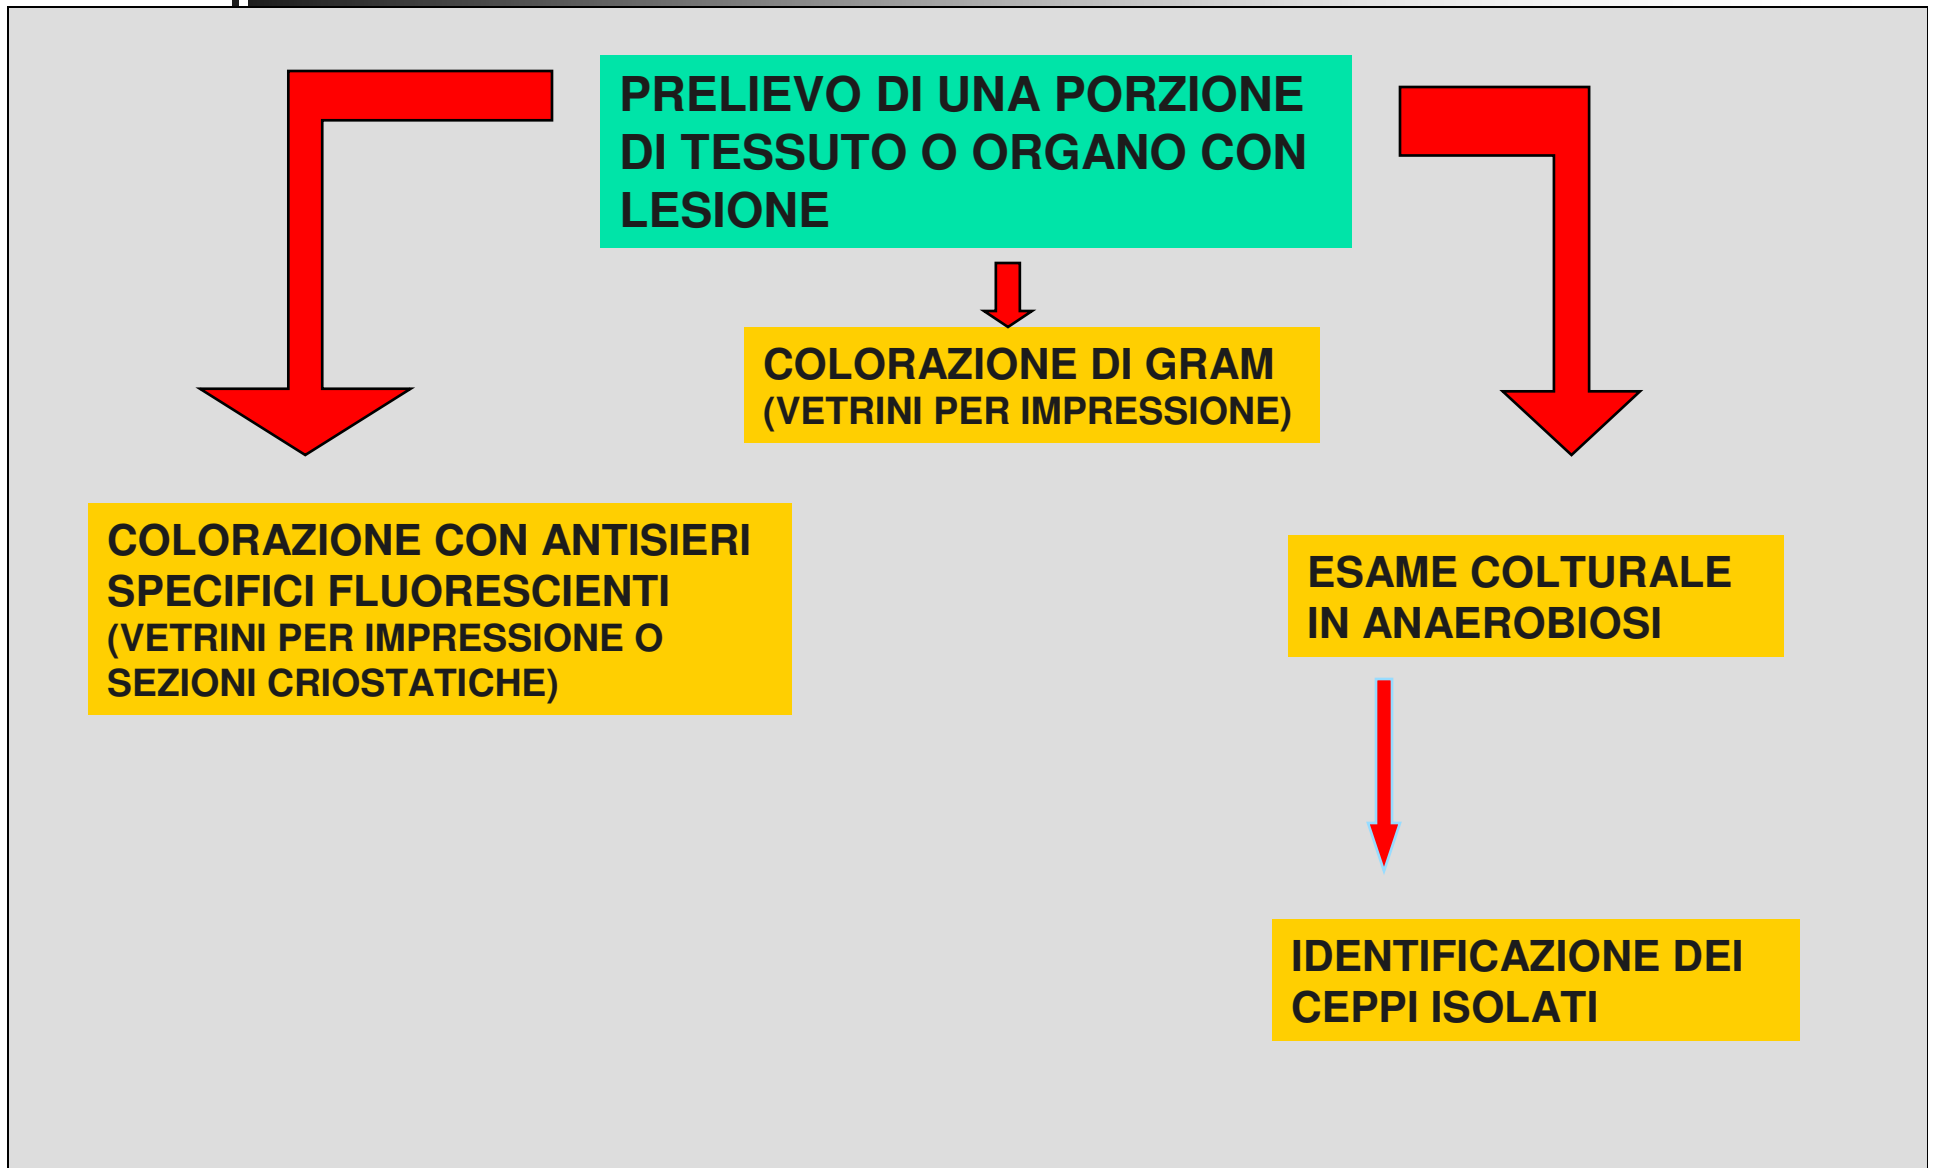 PRELIEVO DI UNA PORZIONE
DI TESSUTO O ORGANO CON
LESIONE
COLORAZIONE DI GRAM
(VETRINI PER IMPRESSIONE)
COLORAZIONE CON ANTISIERI
SPECIFICI FLUORESCIENTI
(VETRINI PER IMPRESSIONE O
SEZIONI CRIOSTATICHE)
ESAME COLTURALE
IN ANAEROBIOSI
IDENTIFICAZIONE DEI
CEPPI ISOLATI